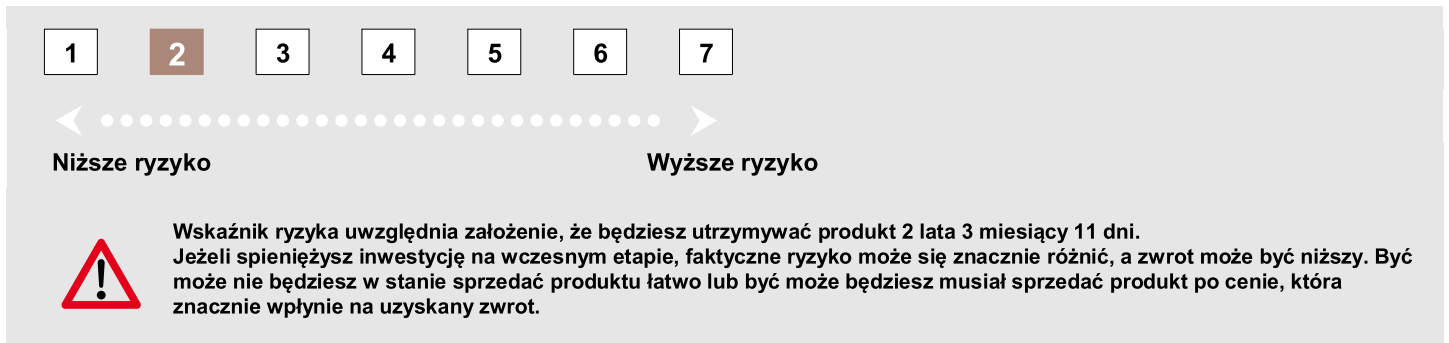 1 2 3 4 5 6 7
Niższe ryzyko Wyższe ryzyko
Wskaźnik ryzyka uwzględnia założenie, że będziesz utrzymywać produkt 2 lata 3 miesiący 11 dni.
Jeżeli spieniężysz inwestycję na wczesnym etapie, faktyczne ryzyko może się znacznie różnić, a zwrot może być niższy. Być
może nie będziesz w stanie sprzedać produktu łatwo lub być może będziesz musiał sprzedać produkt po cenie, która
znacznie wpłynie na uzyskany zwrot.